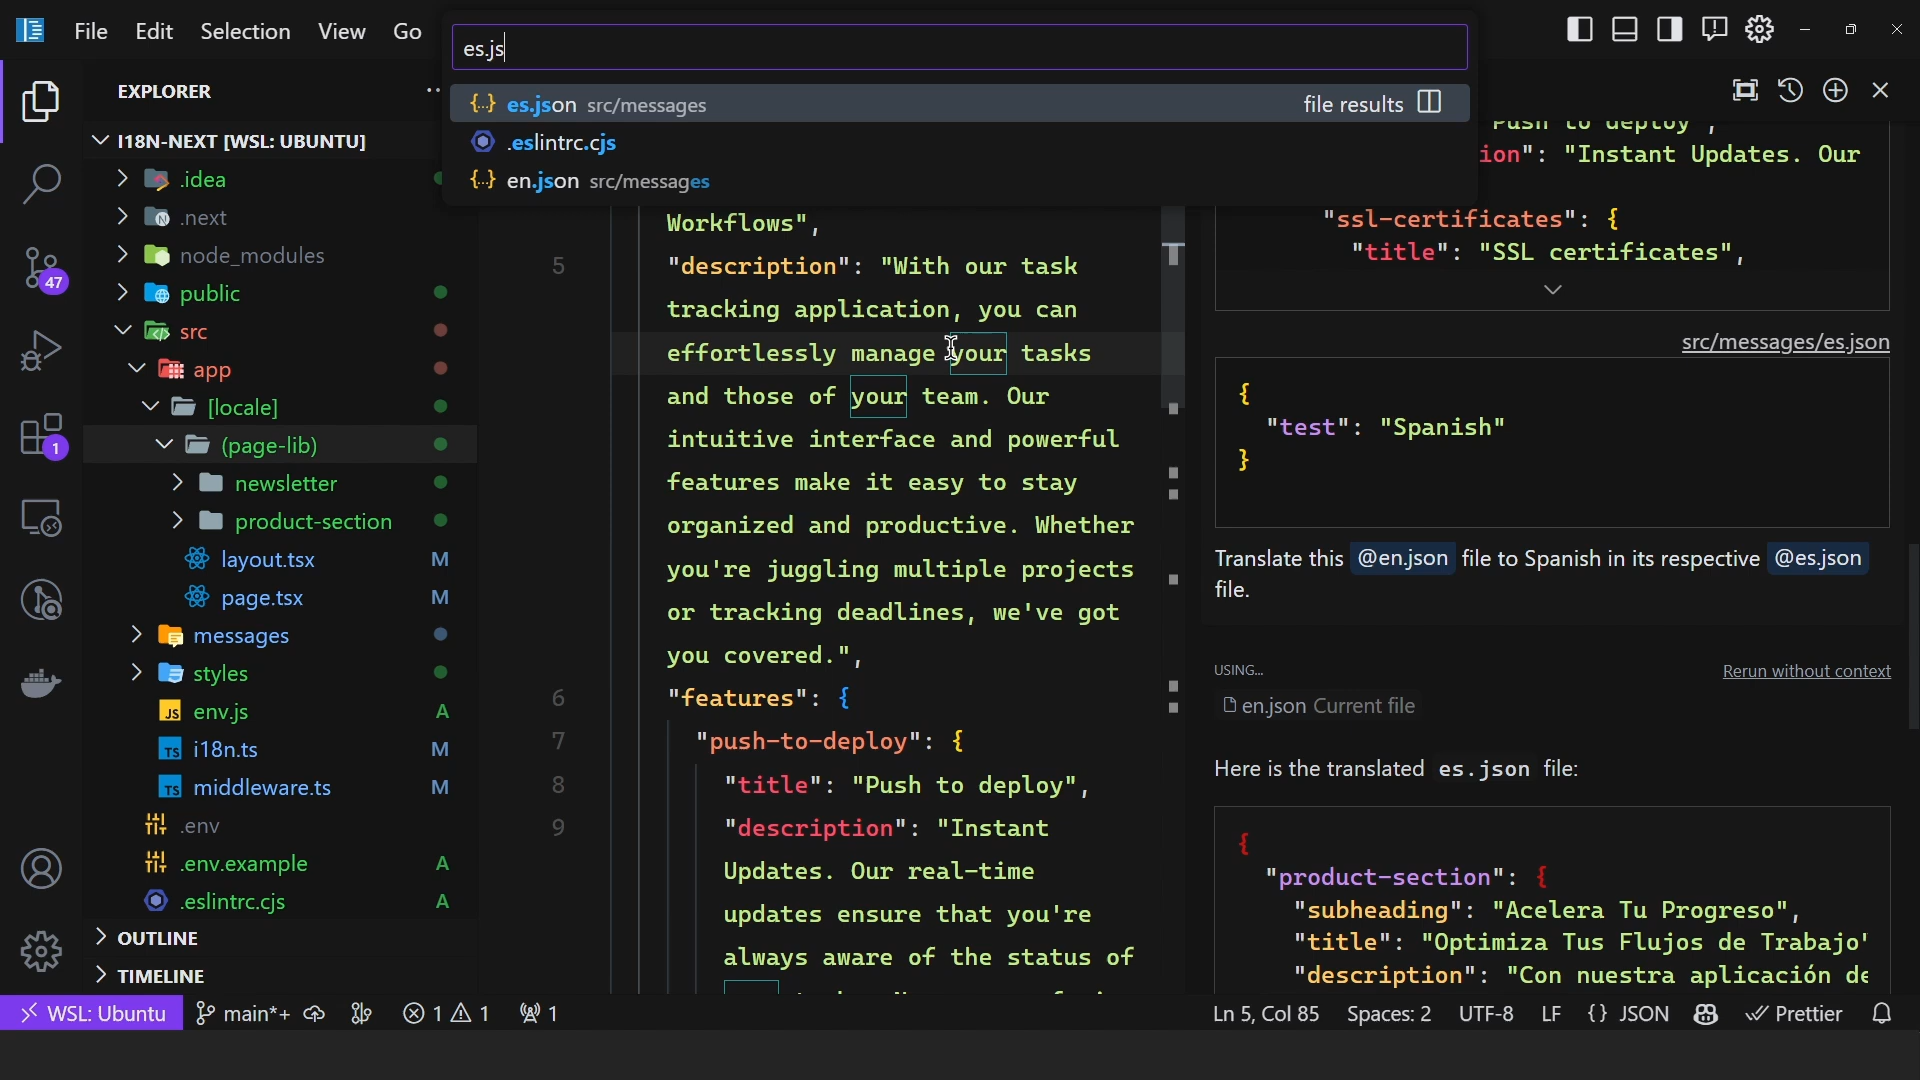 File Edit Selection View Go
es.js
es.json src/messages file results
.eslintrc.cjs
en.json src/messages
EXPLORER
I18N-NEXT [WSL: UBUNTU]
.idea
.next
node_modules
public
src
app
[locale]
(page-lib)
newsletter
product-section
layout.tsx M
page.tsx M
messages
styles
env.js A
i18n.ts M
middleware.ts M
.env
.env.example A
.eslintrc.cjs A
OUTLINE
TIMELINE
47
1
Workflows",
5 "description": "With our task
tracking application, you can
effortlessly manage your tasks
and those of your team. Our
intuitive interface and powerful
features make it easy to stay
organized and productive. Whether
you're juggling multiple projects
or tracking deadlines, we've got
you covered.",
6 "features": {
7 "push-to-deploy": {
8 "title": "Push to deploy",
9 "description": "Instant
Updates. Our real-time
updates ensure that you're
always aware of the status of
"Push to deploy",
ion": "Instant Updates. Our
"ssl-certificates": {
"title": "SSL certificates",
src/messages/es.json
{
"test": "Spanish"
}
Translate this @en.json file to Spanish in its respective @es.json
file.
USING... Rerun without context
en.json Current file
Here is the translated es.json file:
{
"product-section": {
"subheading": "Acelera Tu Progreso",
"title": "Optimiza Tus Flujos de Trabajo"
"description": "Con nuestra aplicación de
WSL: Ubuntu main*+ 1 1 1 Ln 5, Col 85 Spaces: 2 UTF-8 LF {} JSON Prettier